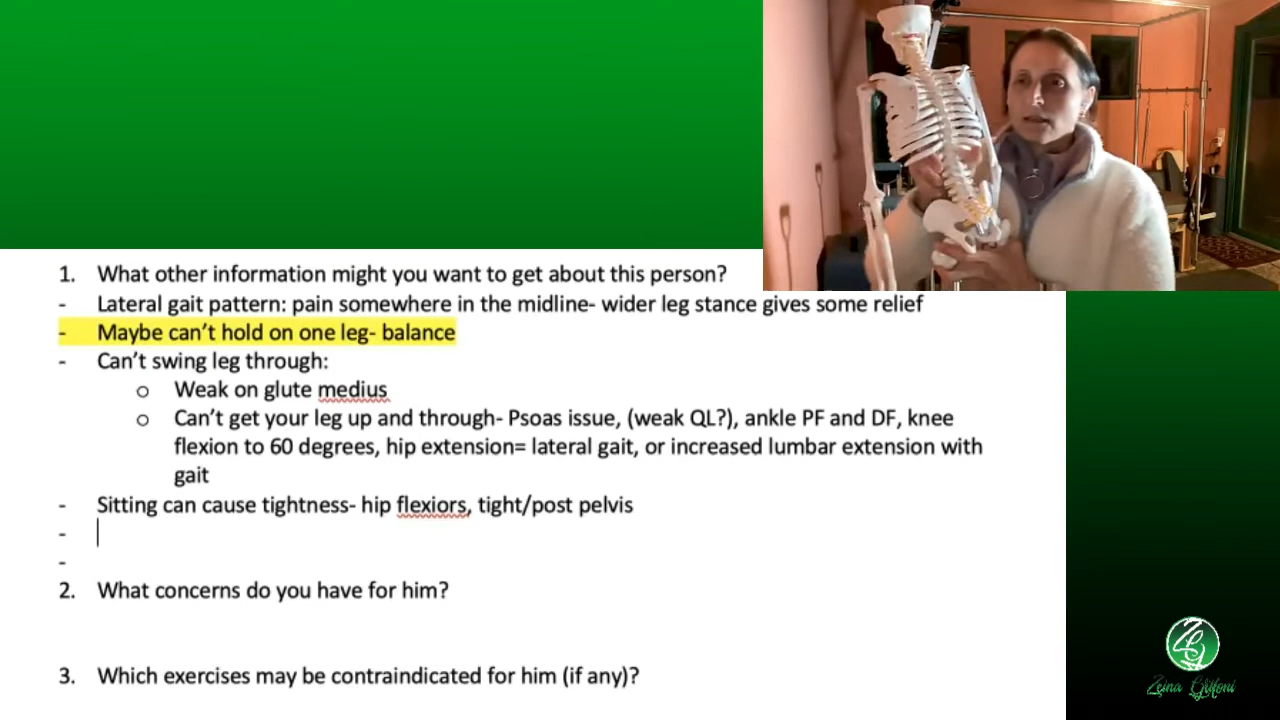 1. What other information might you want to get about this person?
- Lateral gait pattern: pain somewhere in the midline- wider leg stance gives some relief
- Maybe can't hold on one leg- balance
- Can't swing leg through:
o Weak on glute medius
o Can't get your leg up and through- Psoas issue, (weak QL?), ankle PF and DF, knee
flexion to 60 degrees, hip extension= lateral gait, or increased lumbar extension with
gait
- Sitting can cause tightness- hip flexiors, tight/post pelvis
-
-
2. What concerns do you have for him?
3. Which exercises may be contraindicated for him (if any)?
Zeina Grifoni